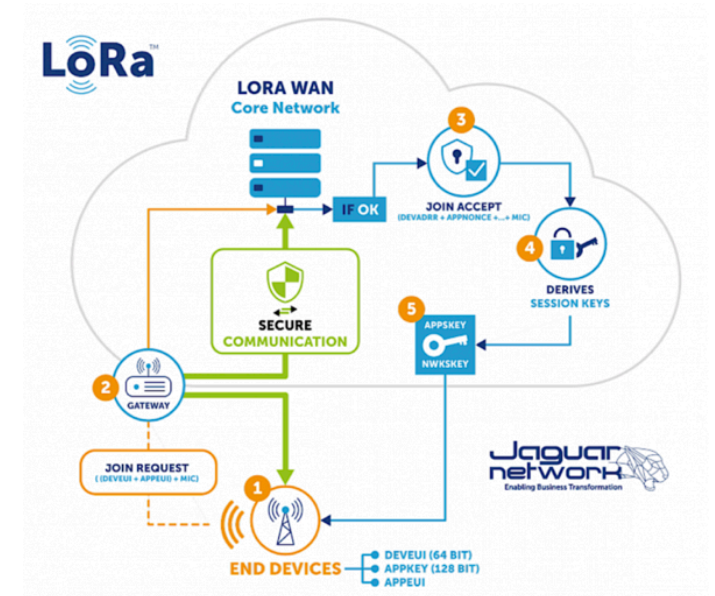 LoRa™
LORA WAN
Core Network
3
IF OK
JOIN ACCEPT
(DEVADRR + APPNONCE +...+ MIC)
4
DERIVES
SESSION KEYS
SECURE
COMMUNICATION
5
APPSKEY
NWKSKEY
2
GATEWAY
JOIN REQUEST
( (DEVEUI + APPEUI) + MIC)
Jaguar
network
Enabling Business Transformation
1
END DEVICES
DEVEUI (64 BIT)
APPKEY (128 BIT)
APPEUI